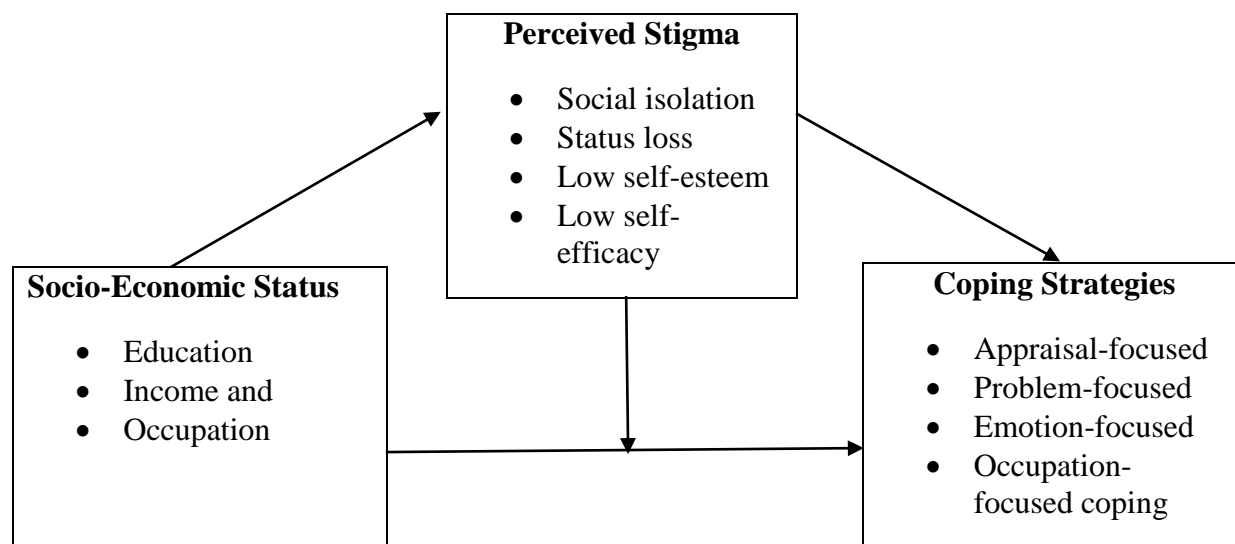 Perceived Stigma
• Social isolation
• Status loss
• Low self-esteem
• Low self-
efficacy
Socio-Economic Status
• Education
• Income and
• Occupation
Coping Strategies
• Appraisal-focused
• Problem-focused
• Emotion-focused
• Occupation-
focused coping